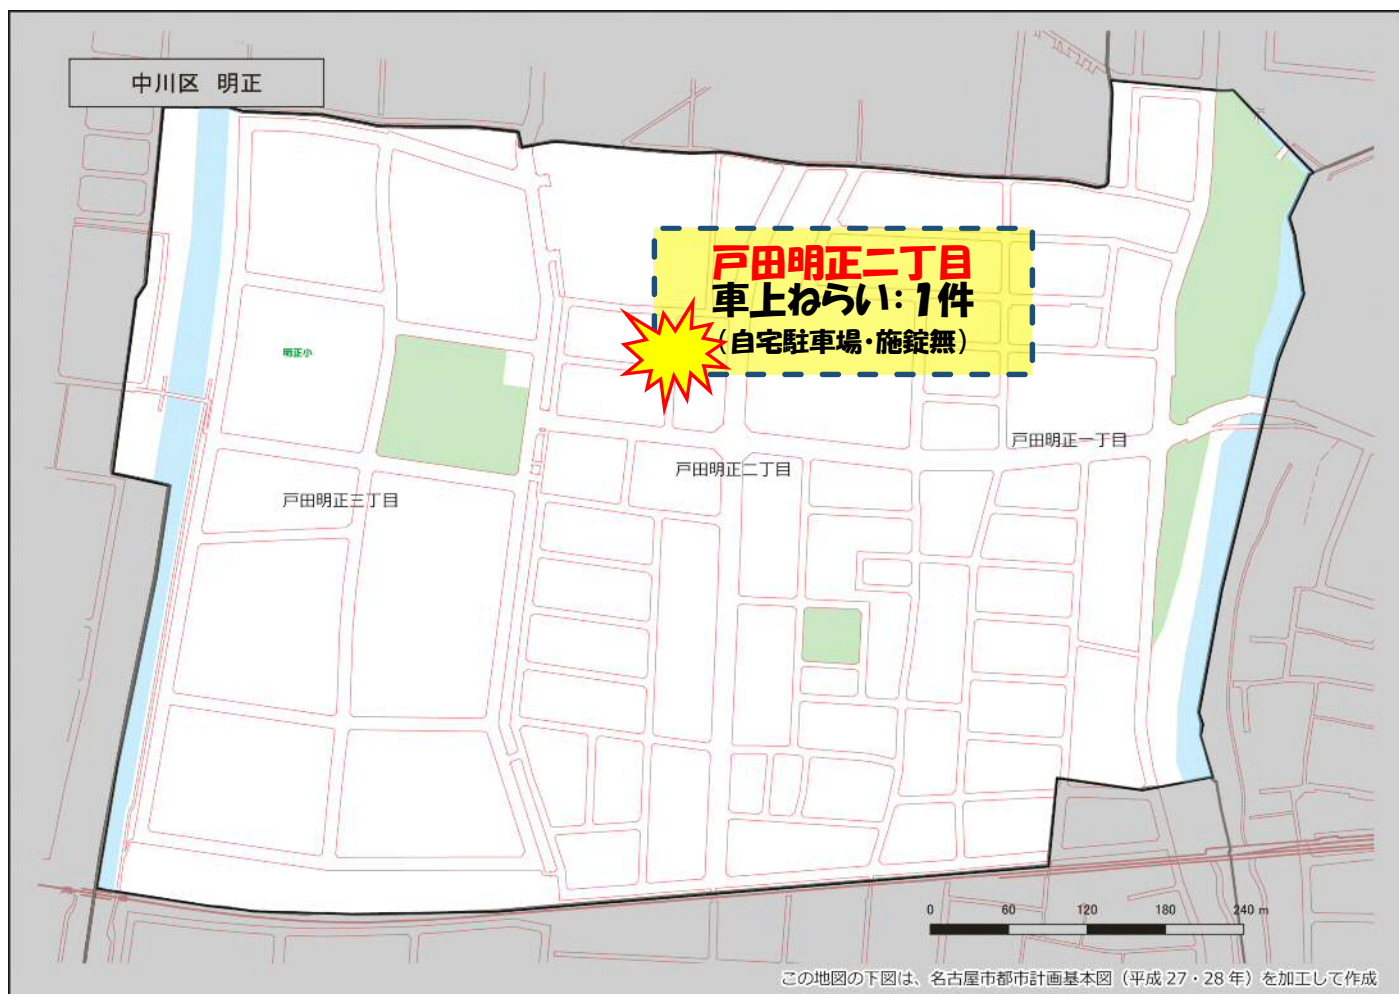 中川区 明正
戸田明正二丁目
車上ねらい：1件
（自宅駐車場・施錠無）
明正小
戸田明正一丁目
戸田明正二丁目
戸田明正三丁目
0 60 120 180 240 m
この地図の下図は、名古屋市都市計画基本図（平成 27・28 年）を加工して作成